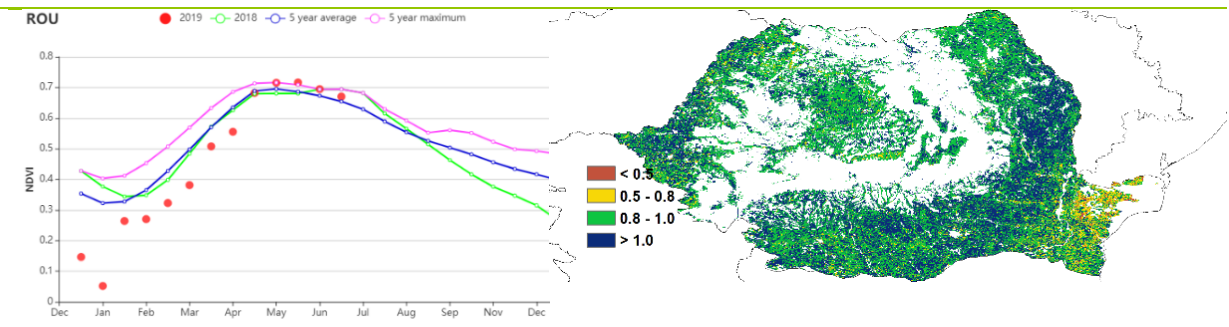 ROU
2019 2018 5 year average 5 year maximum
NDVI
0.8
0.7
0.6
0.5
0.4
0.3
0.2
0.1
0
Dec Jan Feb Mar Apr May Jun Jul Aug Sep Oct Nov Dec
< 0.5
0.5 - 0.8
0.8 - 1.0
> 1.0